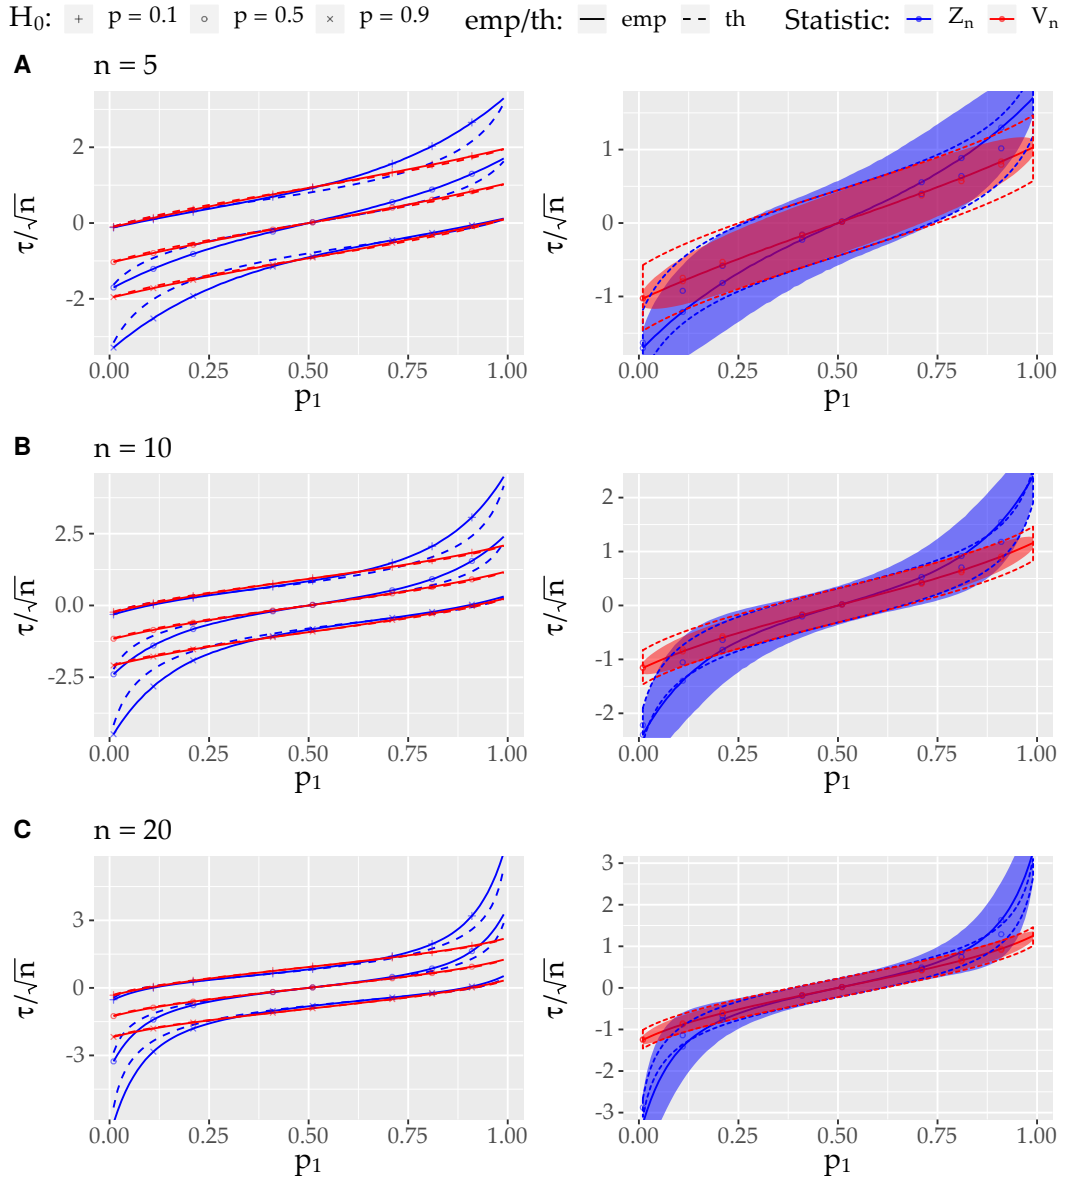 H₀: p = 0.1 p = 0.5 p = 0.9 emp/th: emp th Statistic: Zₙ Vₙ
A n = 5
2
0
-2
τ/√n
0.00 0.25 0.50 0.75 1.00
p₁
1
0
-1
τ/√n
0.00 0.25 0.50 0.75 1.00
p₁
B n = 10
2.5
0.0
-2.5
τ/√n
0.00 0.25 0.50 0.75 1.00
p₁
2
1
0
-1
-2
τ/√n
0.00 0.25 0.50 0.75 1.00
p₁
C n = 20
3
0
-3
τ/√n
0.00 0.25 0.50 0.75 1.00
p₁
3
2
1
0
-1
-2
-3
τ/√n
0.00 0.25 0.50 0.75 1.00
p₁